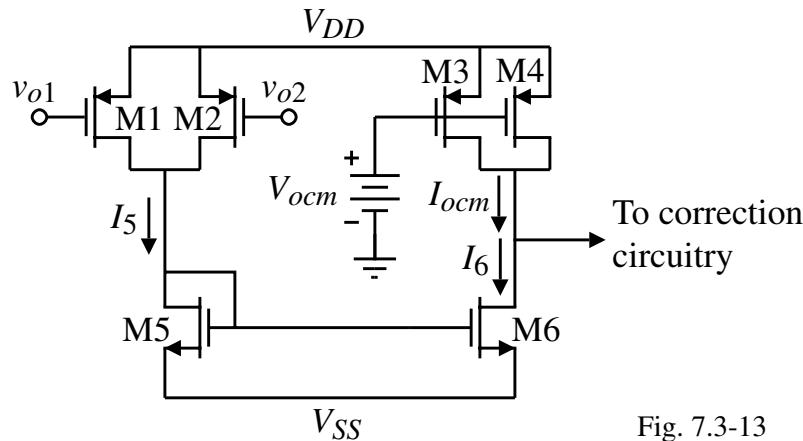 VDD
vo1
M1
M2
vo2
M3
M4
+
Vocm
−
I5
Iocm
I6
To correction
circuitry
M5
M6
VSS
Fig. 7.3-13